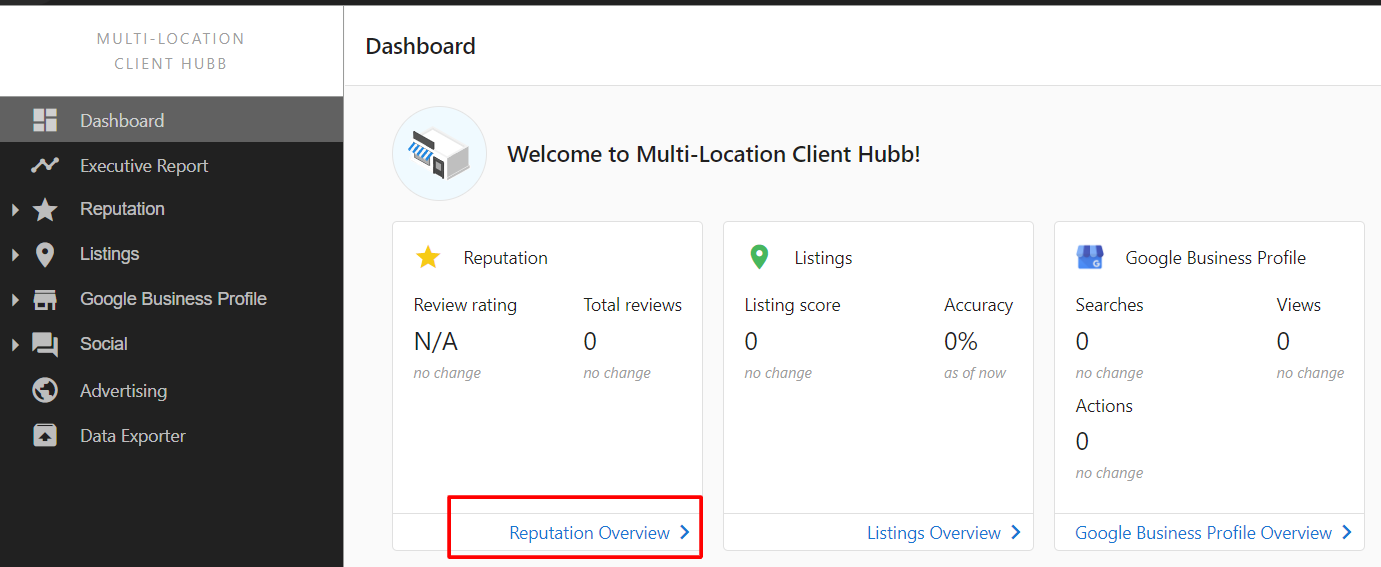 MULTI-LOCATION
CLIENT HUBB
Dashboard
Executive Report
Reputation
Listings
Google Business Profile
Social
Advertising
Data Exporter
Dashboard
Welcome to Multi-Location Client Hubb!
Reputation
Review rating Total reviews
N/A 0
no change no change
Reputation Overview
Listings
Listing score Accuracy
0 0%
no change as of now
Listings Overview
G
Google Business Profile
Searches Views
0 0
no change no change
Actions
0
no change
Google Business Profile Overview